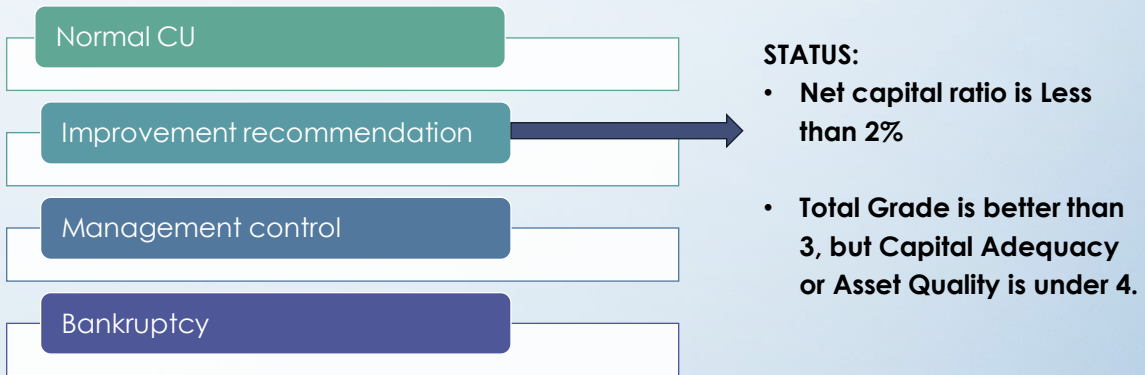 Normal CU
Improvement recommendation
Management control
Bankruptcy
STATUS:
• Net capital ratio is Less
than 2%
• Total Grade is better than
3, but Capital Adequacy
or Asset Quality is under 4.